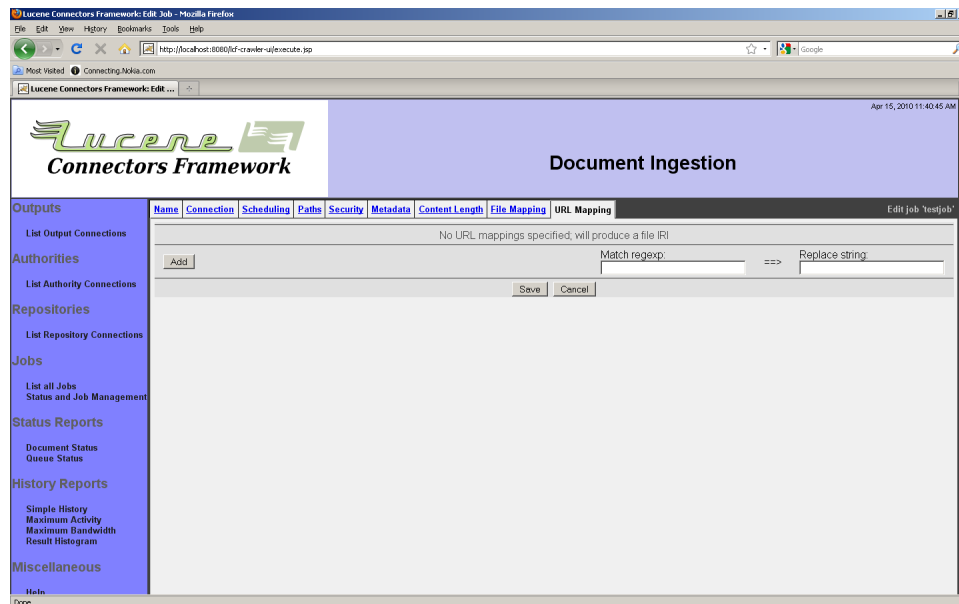 Lucene Connectors Framework: Edit Job - Mozilla Firefox
File Edit View History Bookmarks Tools Help
http://localhost:8080/lcf-crawler-ui/execute.jsp
Google
Most Visited Connecting.Nokia.com
Lucene Connectors Framework: Edit ...
Apr 15, 2010 11:40:45 AM
Lucene
Connectors Framework
Document Ingestion
Outputs
List Output Connections
Authorities
List Authority Connections
Repositories
List Repository Connections
Jobs
List all Jobs
Status and Job Management
Status Reports
Document Status
Queue Status
History Reports
Simple History
Maximum Activity
Maximum Bandwidth
Result Histogram
Miscellaneous
Help
Name Connection Scheduling Paths Security Metadata Content Length File Mapping URL Mapping Edit job 'testjob'
No URL mappings specified; will produce a file IRI
Add Match regexp: ==> Replace string:
Save Cancel
Done